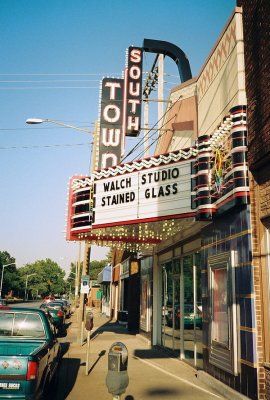 SOUTH
TOWN
WALCH STUDIO
STAINED GLASS